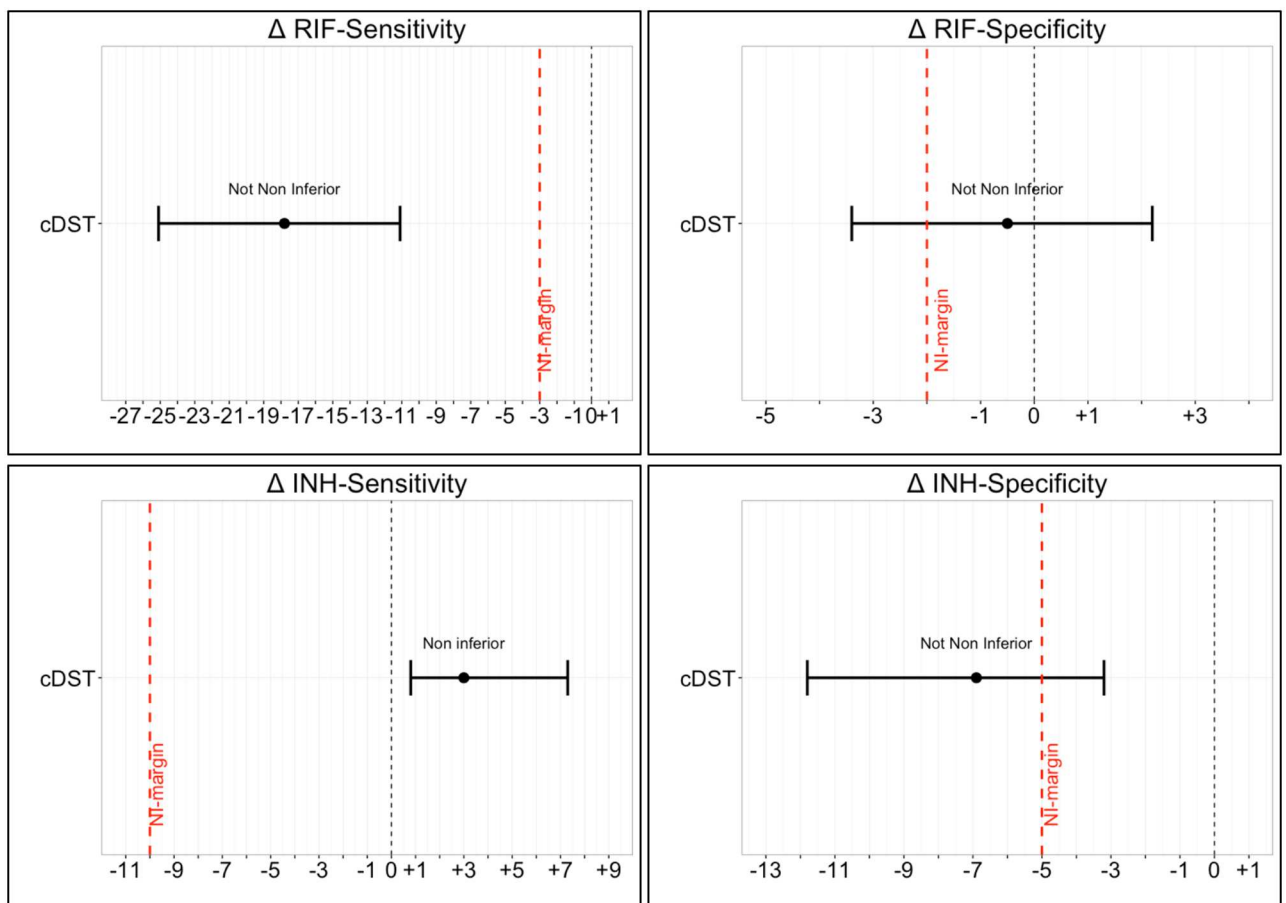 Δ RIF-Sensitivity
Not Non Inferior
cDST
NI-margin
-27 -25 -23 -21 -19 -17 -15 -13 -11 -9 -7 -5 -3 -1 0 +1
Δ RIF-Specificity
Not Non Inferior
cDST
NI-margin
-5 -3 -1 0 +1 +3
Δ INH-Sensitivity
Non inferior
cDST
NI-margin
-11 -9 -7 -5 -3 -1 0 +1 +3 +5 +7 +9
Δ INH-Specificity
Not Non Inferior
cDST
NI-margin
-13 -11 -9 -7 -5 -3 -1 0 +1